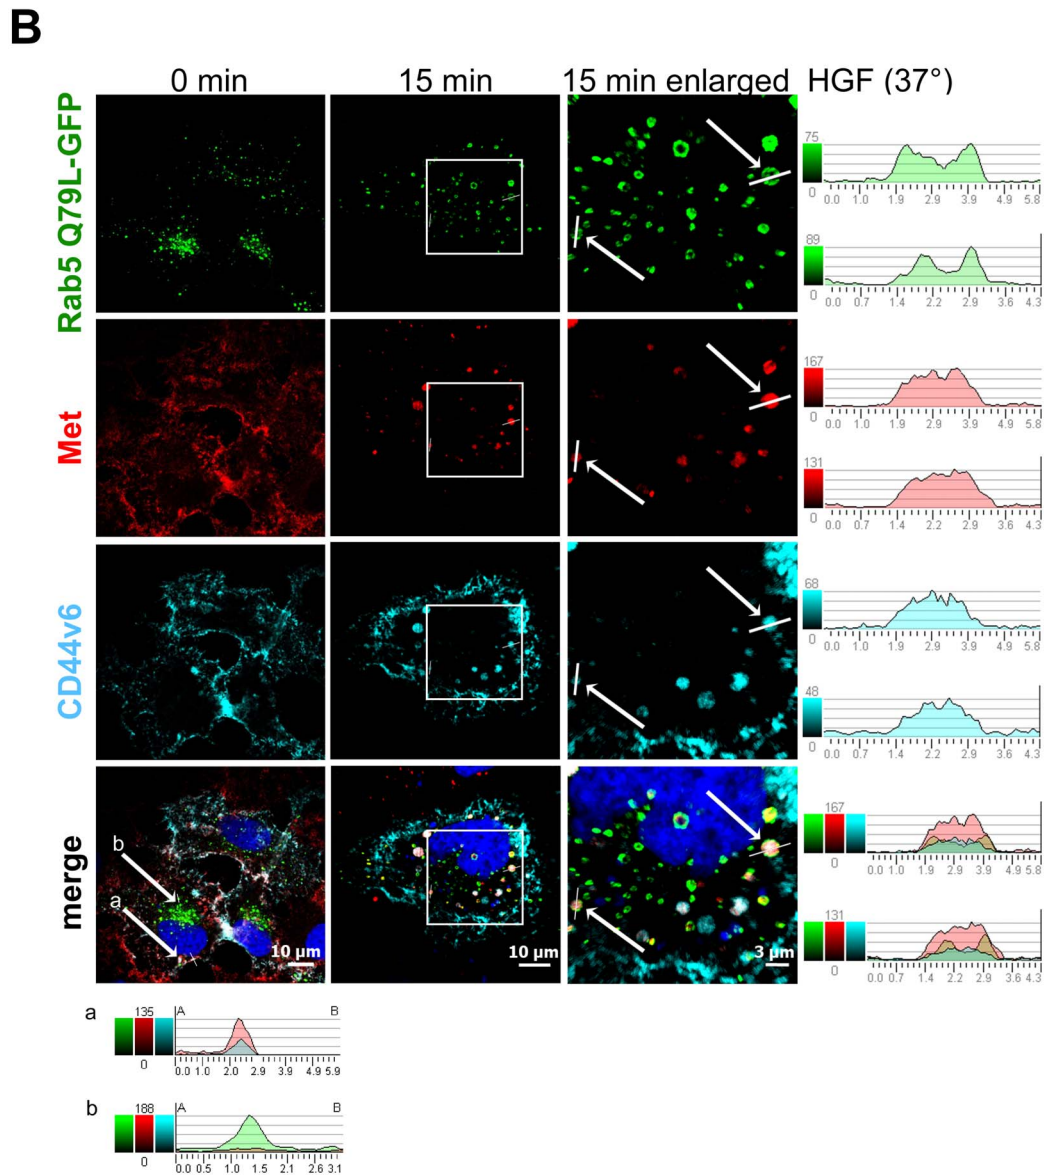 B
0 min 15 min 15 min enlarged HGF (37°)
Rab5 Q79L-GFP
75
0
0.0 1.0 1.9 2.9 3.9 4.9 5.8
89
0
0.0 0.7 1.4 2.2 2.9 3.6 4.3
Met
167
0
0.0 1.0 1.9 2.9 3.9 4.9 5.8
131
0
0.0 0.7 1.4 2.2 2.9 3.6 4.3
CD44v6
68
0
0.0 1.0 1.9 2.9 3.9 4.9 5.8
48
0
0.0 0.7 1.4 2.2 2.9 3.6 4.3
merge
b
a
10 µm
10 µm
3 µm
167
0
0.0 1.0 1.9 2.9 3.9 4.9 5.8
131
0
0.0 0.7 1.4 2.2 2.9 3.6 4.3
a
135 A B
0
0.0 1.0 2.0 2.9 3.9 4.9 5.9
b
188 A B
0
0.0 0.5 1.0 1.5 2.1 2.6 3.1